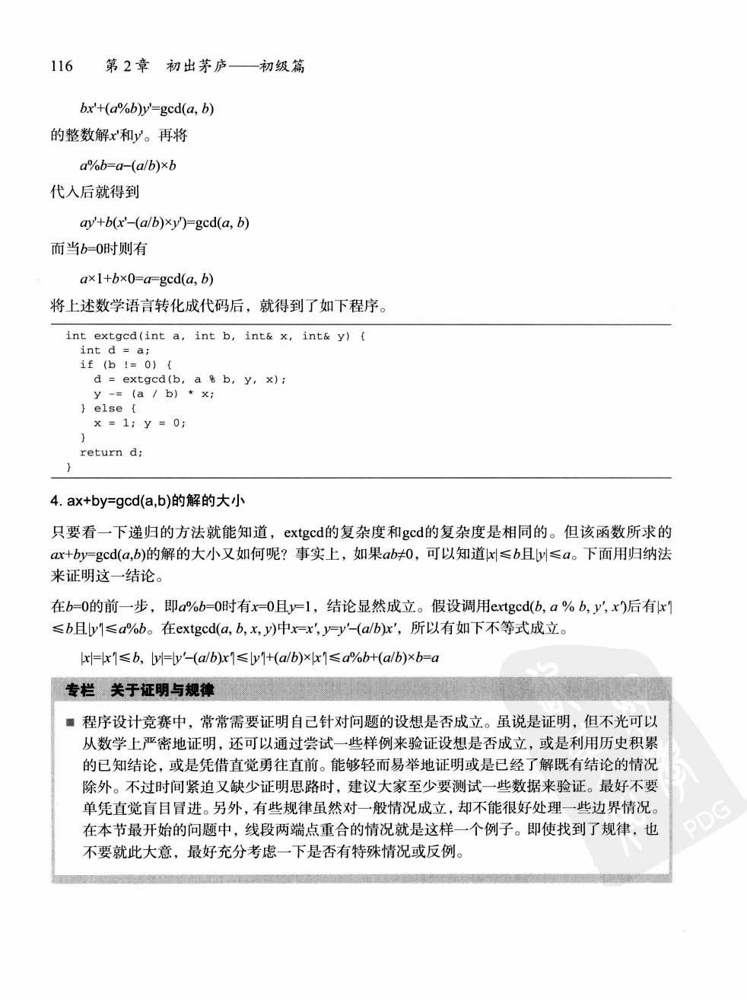 116 第2章 初出茅庐——初级篇
bx'+(a%b)y'=gcd(a, b)
的整数解x'和y'。再将
a%b=a−(a/b)×b
代入后就得到
ay'+b(x'−(a/b)×y')=gcd(a, b)
而当b=0时则有
a×1+b×0=a=gcd(a, b)
将上述数学语言转化成代码后，就得到了如下程序。
int extgcd(int a, int b, int& x, int& y) {
int d = a;
if (b != 0) {
d = extgcd(b, a % b, y, x);
y -= (a / b) * x;
} else {
x = 1; y = 0;
}
return d;
}
4. ax+by=gcd(a,b)的解的大小
只要看一下递归的方法就能知道，extgcd的复杂度和gcd的复杂度是相同的。但该函数所求的
ax+by=gcd(a,b)的解的大小又如何呢？事实上，如果ab≠0，可以知道|x|≤b且|y|≤a。下面用归纳法
来证明这一结论。
在b=0的前一步，即a%b=0时有x=0且y=1，结论显然成立。假设调用extgcd(b, a % b, y′, x′)后有|x′|
≤b且|y′|≤a%b。在extgcd(a, b, x, y)中x=x′, y=y′−(a/b)x′，所以有如下不等式成立。
|x|=|x′|≤b, |y|=|y′−(a/b)x′|≤|y′|+(a/b)×|x′|≤a%b+(a/b)×b=a
专栏 关于证明与规律
■ 程序设计竞赛中，常常需要证明自己针对问题的设想是否成立。虽说是证明，但不光可以
从数学上严密地证明，还可以通过尝试一些样例来验证设想是否成立，或是利用历史积累
的已知结论，或是凭借直觉勇往直前。能够轻而易举地证明或是已经了解既有结论的情况
除外。不过时间紧迫又缺少证明思路时，建议大家至少要测试一些数据来验证。最好不要
单凭直觉盲目冒进。另外，有些规律虽然对一般情况成立，却不能很好处理一些边界情况。
在本节最开始的问题中，线段两端点重合的情况就是这样一个例子。即使找到了规律，也
不要就此大意，最好充分考虑一下是否有特殊情况或反例。
PDG